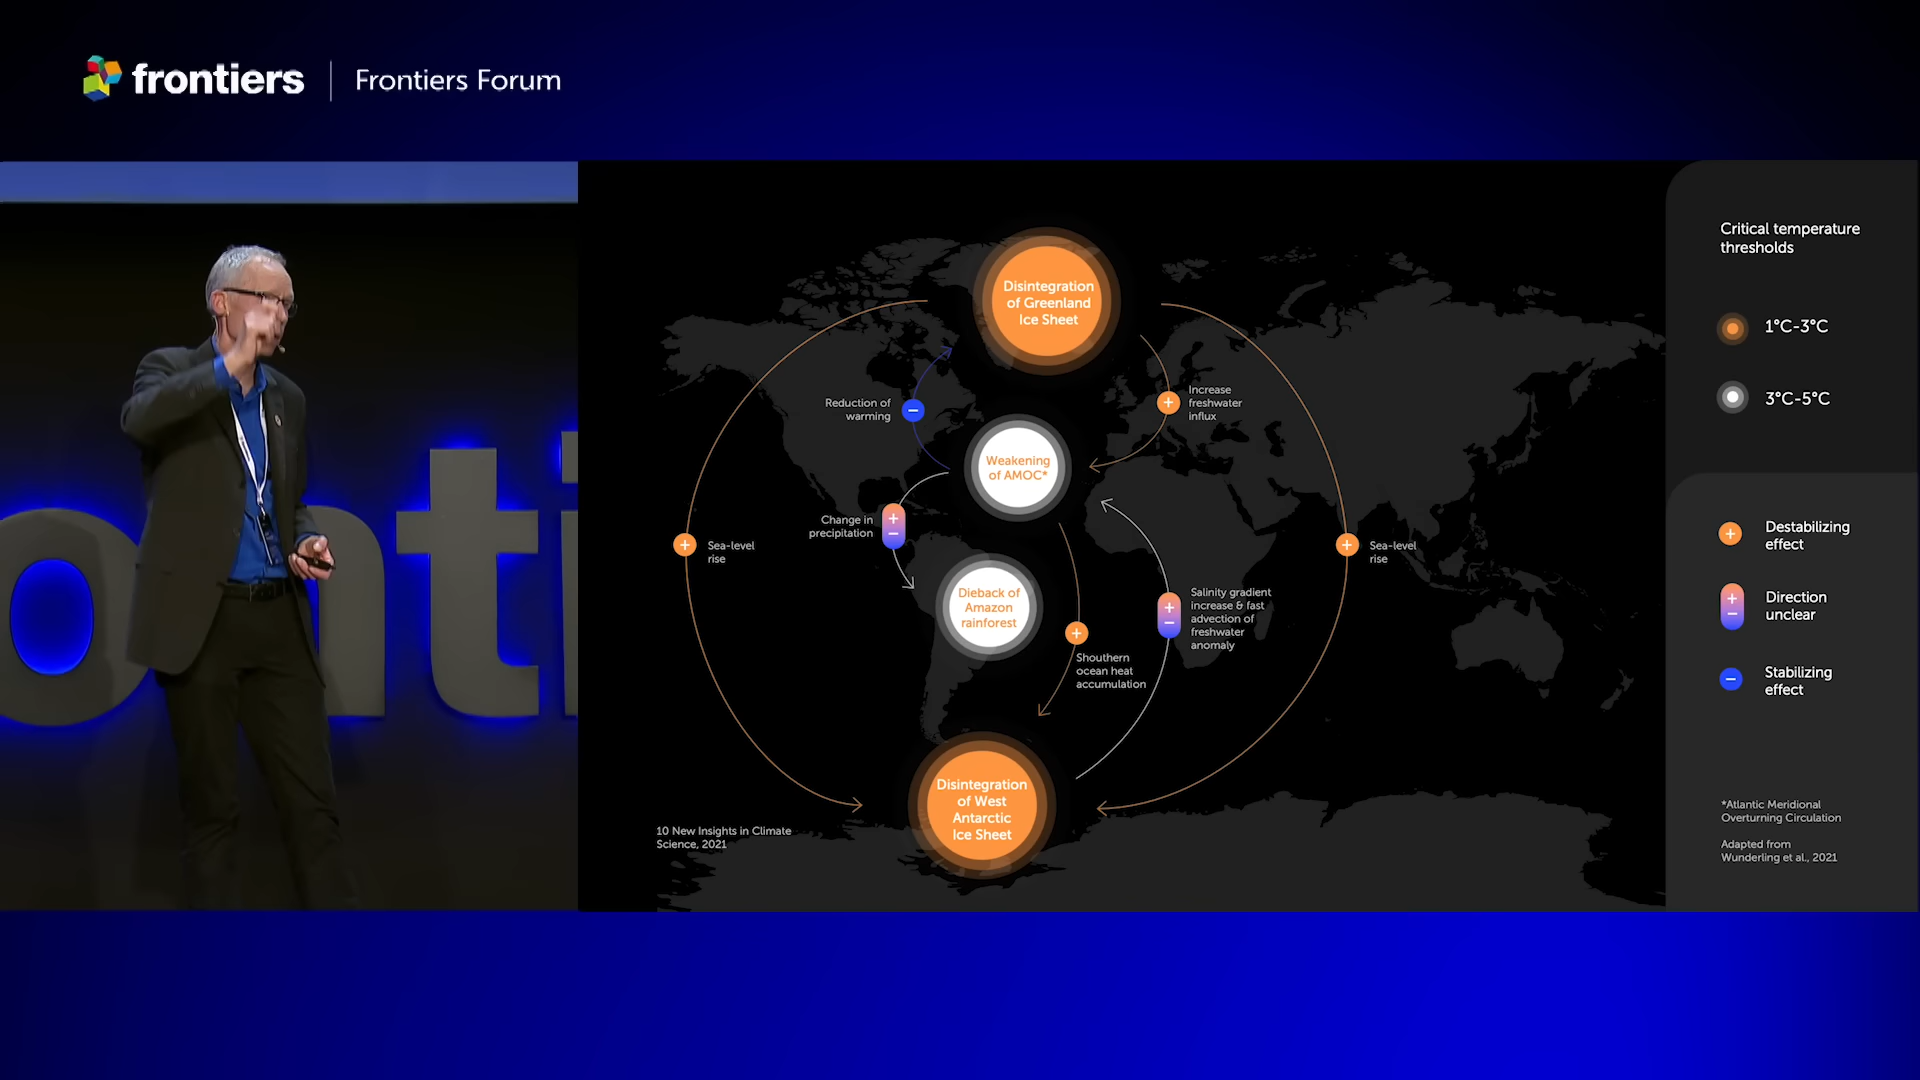 frontiers | Frontiers Forum
onti
Disintegration
of Greenland
Ice Sheet
Reduction of
warming
Increase
freshwater
influx
Weakening
of AMOC*
Change in
precipitation
Sea-level
rise
Sea-level
rise
Dieback of
Amazon
rainforest
Salinity gradient
increase & fast
advection of
freshwater
anomaly
Shouthern
ocean heat
accumulation
Disintegration
of West
Antarctic
Ice Sheet
10 New Insights in Climate
Science, 2021
Critical temperature
thresholds
1°C-3°C
3°C-5°C
Destabilizing
effect
Direction
unclear
Stabilizing
effect
*Atlantic Meridional
Overturning Circulation
Adapted from
Wunderling et al., 2021